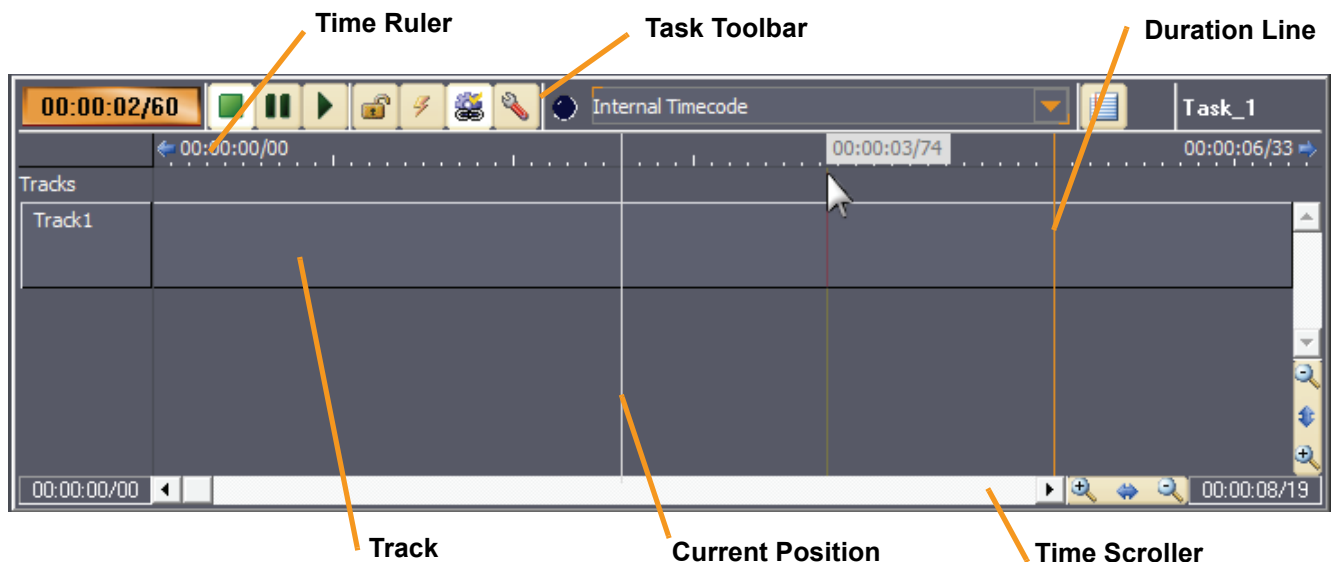 Time Ruler
Task Toolbar
Duration Line
00:00:02/60
Internal Timecode
Task_1
00:00:00/00
00:00:03/74
00:00:06/33
Tracks
Track1
00:00:00/00
00:00:08/19
Track
Current Position
Time Scroller